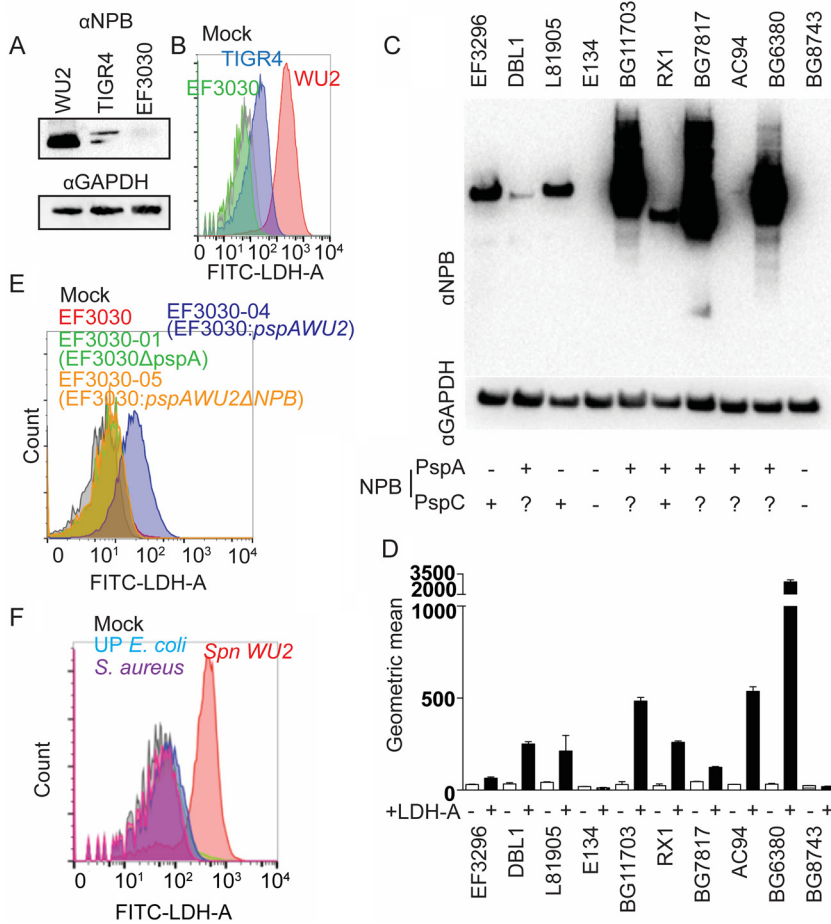 A
αNPB
WU2
TIGR4
EF3030
αGAPDH
B
Mock
TIGR4
EF3030
WU2
0 10¹ 10² 10³ 10⁴
FITC-LDH-A
C
EF3296
DBL1
L81905
E134
BG11703
RX1
BG7817
AC94
BG6380
BG8743
αNPB
αGAPDH
NPB
PspA - + - + + + + + -
PspC + ? + - ? + ? ? ? -
D
Geometric mean
3500
2000
1000
500
0
+LDH-A - + - + - + - + - + - + - + - + - + - +
EF3296
DBL1
L81905
E134
BG11703
RX1
BG7817
AC94
BG6380
BG8743
E
Mock
EF3030
EF3030-01
(EF3030ΔpspA)
EF3030-05
(EF3030:pspAWU2ΔNPB)
EF3030-04
(EF3030:pspAWU2)
Count
0 10¹ 10² 10³ 10⁴
FITC-LDH-A
F
Mock
UP E. coli
S. aureus
Spn WU2
Count
0 10¹ 10² 10³ 10⁴
FITC-LDH-A